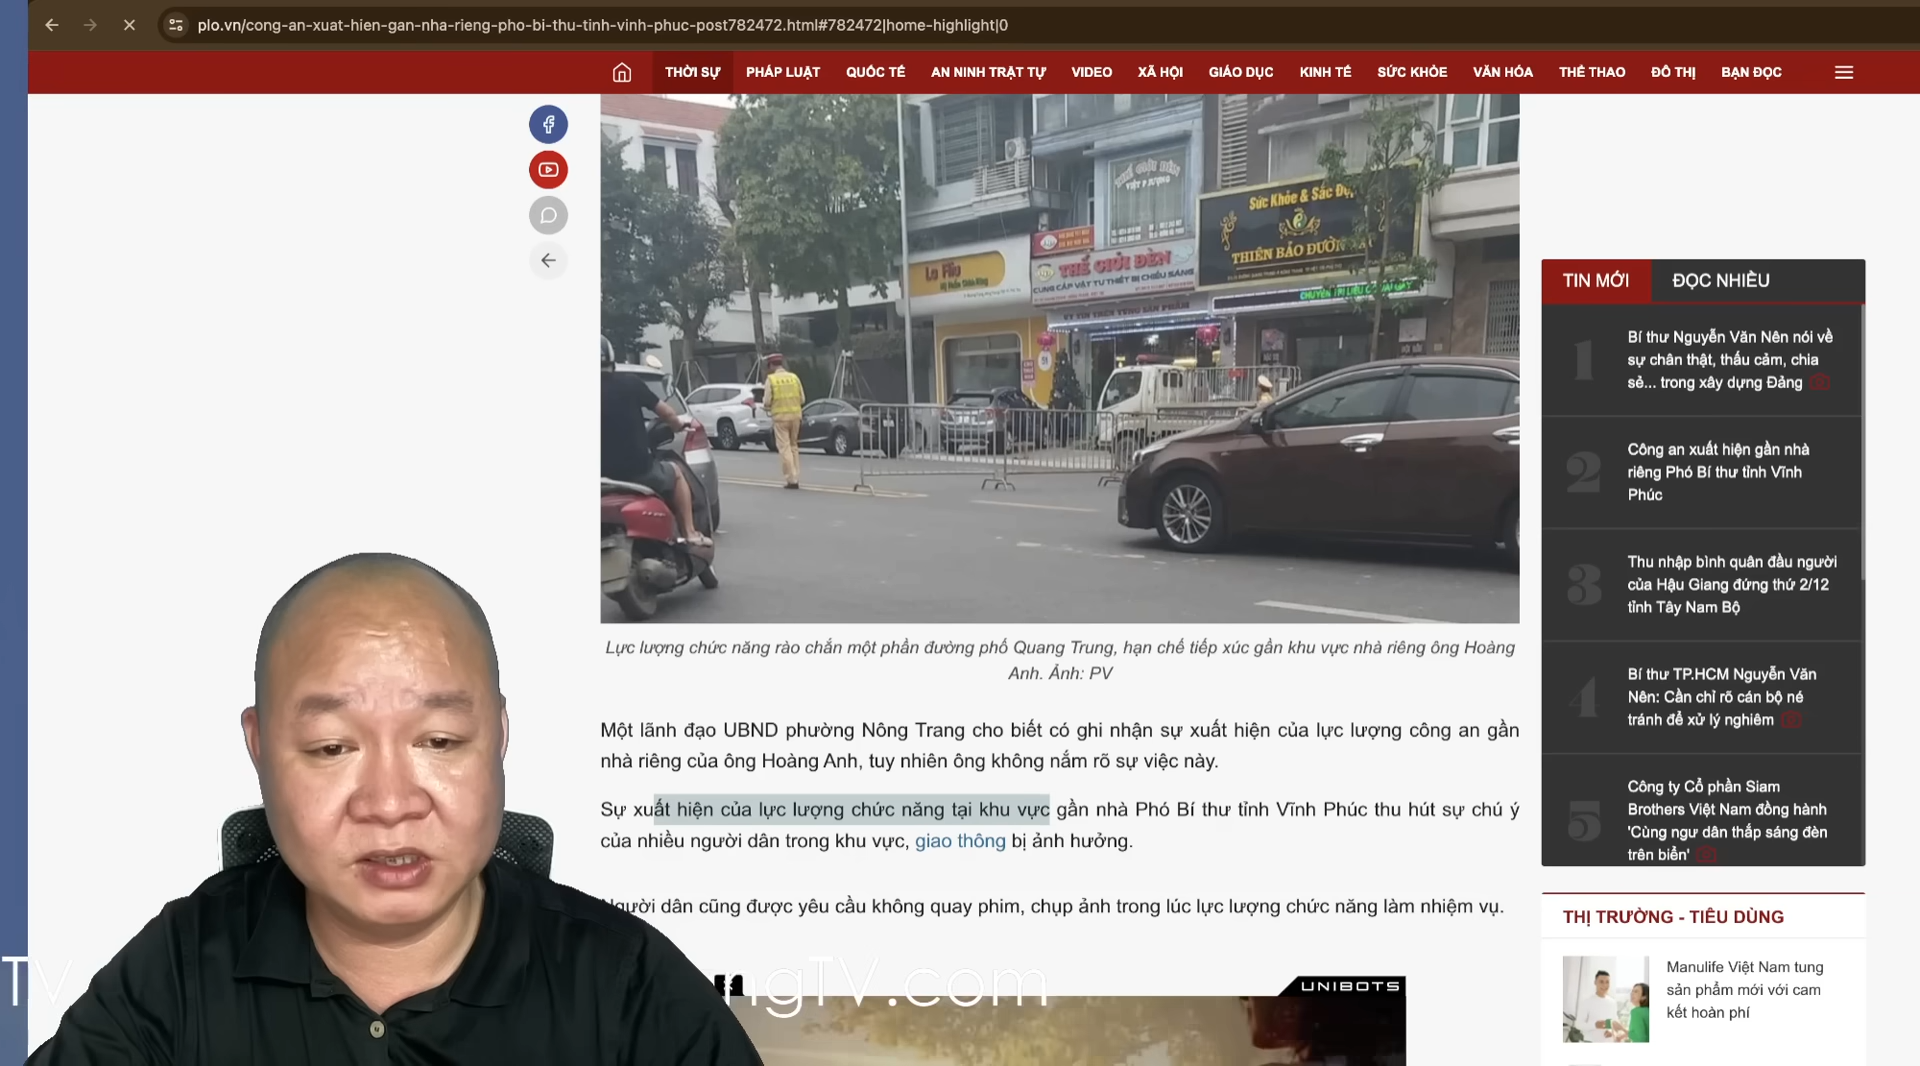 plo.vn/cong-an-xuat-hien-gan-nha-rieng-pho-bi-thu-tinh-vinh-phuc-post782472.html#782472|home-highlight|0
THỜI SỰ PHÁP LUẬT QUỐC TẾ AN NINH TRẬT TỰ VIDEO XÃ HỘI GIÁO DỤC KINH TẾ SỨC KHỎE VĂN HÓA THỂ THAO ĐÔ THỊ BẠN ĐỌC
THẾ GIỚI ĐÈN
Sức Khỏe & Sắc
THIÊN BẢO ĐƯỜNG
THẾ GIỚI ĐÈN
CUNG CẤP VẬT TƯ THIẾT BỊ CHIẾU SÁNG
Lực lượng chức năng rào chắn một phần đường phố Quang Trung, hạn chế tiếp xúc gần khu vực nhà riêng ông Hoàng
Anh. Ảnh: PV
Một lãnh đạo UBND phường Nông Trang cho biết có ghi nhận sự xuất hiện của lực lượng công an gần
nhà riêng của ông Hoàng Anh, tuy nhiên ông không nắm rõ sự việc này.
Sự xuất hiện của lực lượng chức năng tại khu vực gần nhà Phó Bí thư tỉnh Vĩnh Phúc thu hút sự chú ý
của nhiều người dân trong khu vực, giao thông bị ảnh hưởng.
Người dân cũng được yêu cầu không quay phim, chụp ảnh trong lúc lực lượng chức năng làm nhiệm vụ.
TV
ngTV.com
UNIBOTS
TIN MỚI ĐỌC NHIỀU
1
Bí thư Nguyễn Văn Nên nói về
sự chân thật, thấu cảm, chia
sẻ... trong xây dựng Đảng
2
Công an xuất hiện gần nhà
riêng Phó Bí thư tỉnh Vĩnh
Phúc
3
Thu nhập bình quân đầu người
của Hậu Giang đứng thứ 2/12
tỉnh Tây Nam Bộ
4
Bí thư TP.HCM Nguyễn Văn
Nên: Cần chỉ rõ cán bộ né
tránh để xử lý nghiêm
5
Công ty Cổ phần Siam
Brothers Việt Nam đồng hành
'Cùng ngư dân thắp sáng đèn
trên biển'
THỊ TRƯỜNG - TIÊU DÙNG
Manulife Việt Nam tung
sản phẩm mới với cam
kết hoàn phí